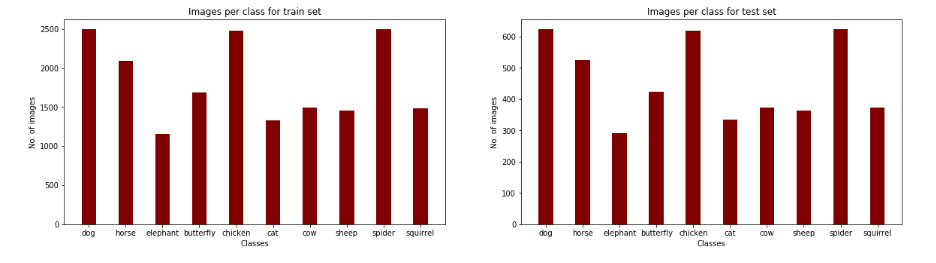 Images per class for train set
No. of images
2500
2000
1500
1000
500
0
dog horse elephant butterfly chicken cat cow sheep spider squirrel
Classes
Images per class for test set
No. of images
600
500
400
300
200
100
0
dog horse elephant butterfly chicken cat cow sheep spider squirrel
Classes